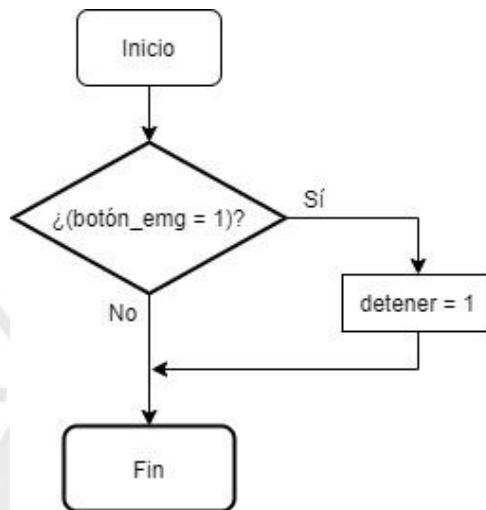 Inicio
¿(botón_emg = 1)?
Sí
detener = 1
No
Fin